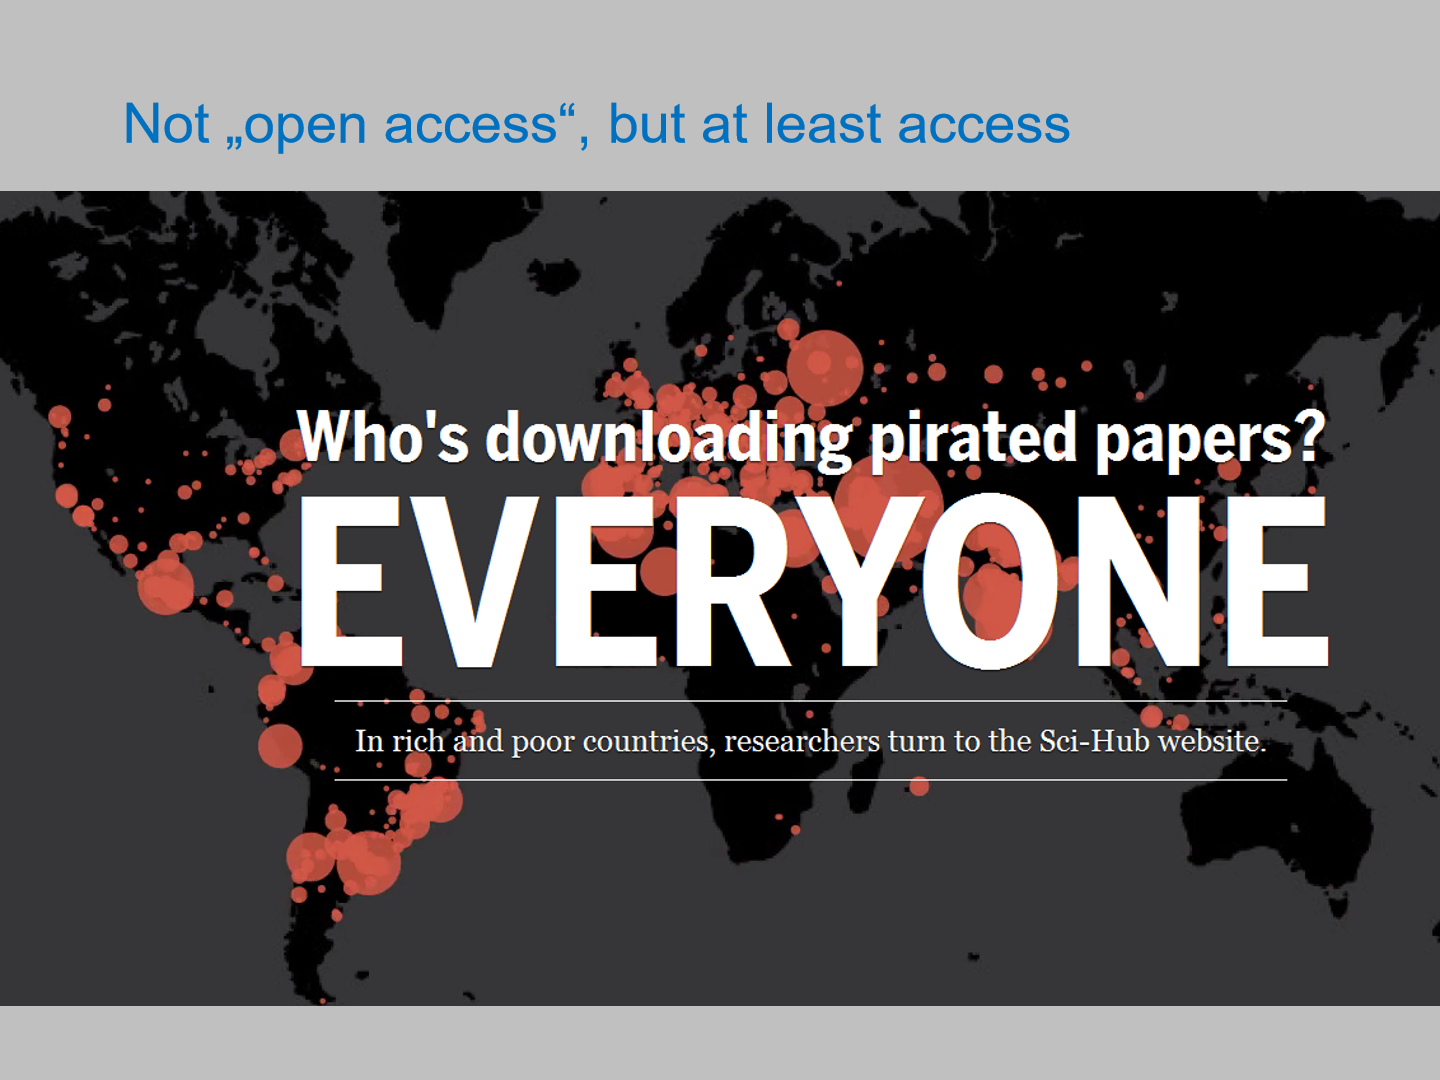 Not „open access“, but at least access
Who's downloading pirated papers?
EVERYONE
In rich and poor countries, researchers turn to the Sci-Hub website.